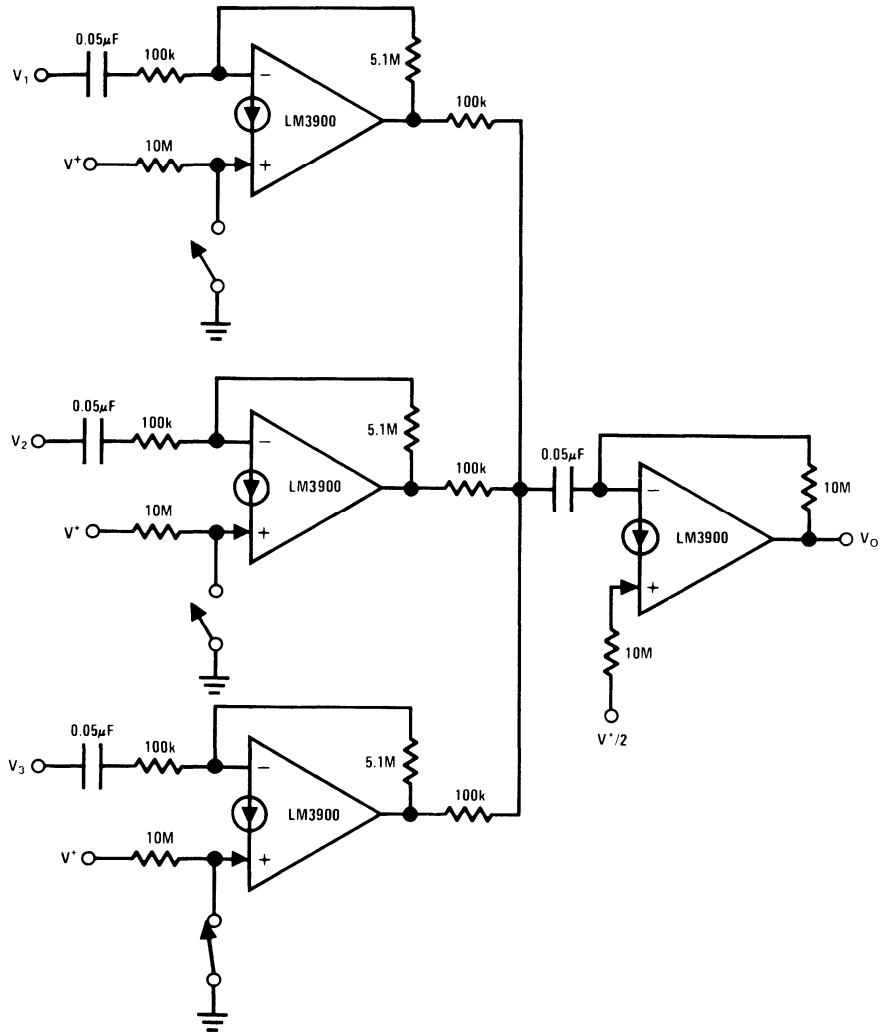 0.05μF
100k
5.1M
V1
−
LM3900
100k
10M
V+
+
0.05μF
100k
5.1M
V2
−
LM3900
100k
0.05μF
10M
V+
+
−
10M
LM3900
VO
+
10M
V+/2
0.05μF
100k
5.1M
V3
−
LM3900
100k
10M
V+
+